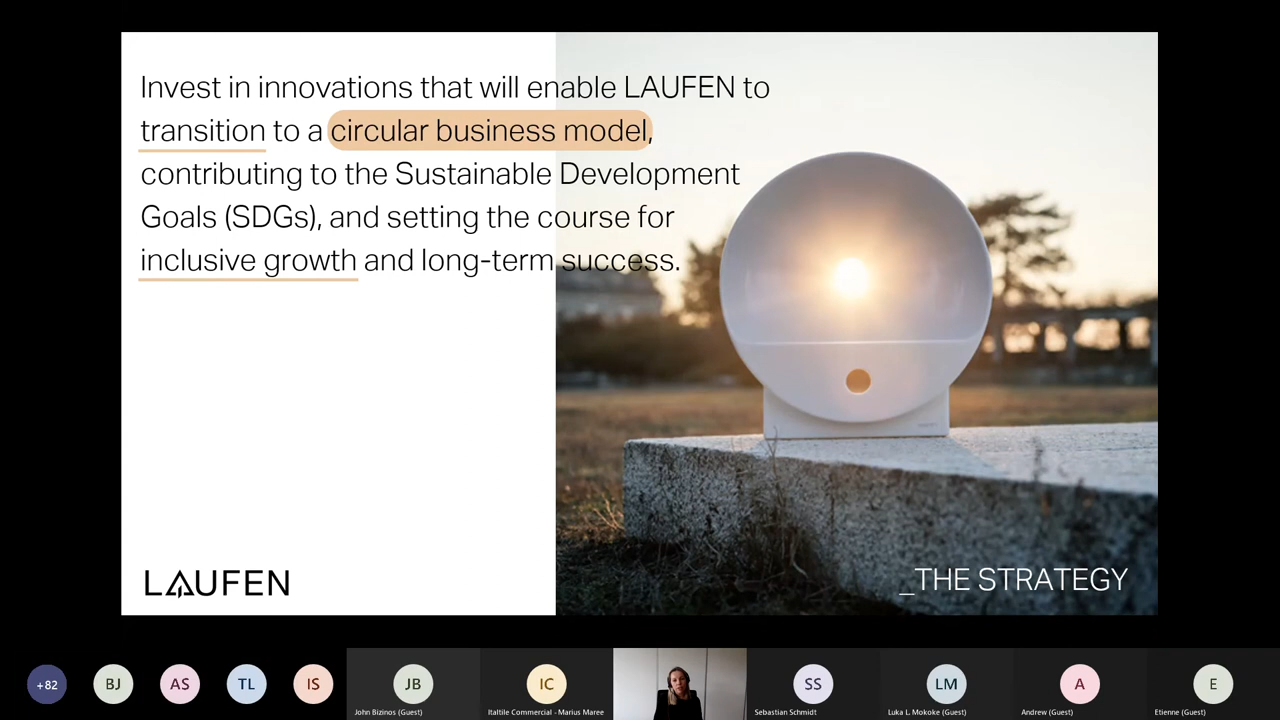 Invest in innovations that will enable LAUFEN to
transition to a circular business model,
contributing to the Sustainable Development
Goals (SDGs), and setting the course for
inclusive growth and long-term success.
LAUFEN
_THE STRATEGY
+82
BJ
AS
TL
IS
JB
John Bizinos (Guest)
IC
Italtile Commercial - Marius Maree
SS
Sebastian Schmidt
LM
Luka L. Mokoke (Guest)
A
Andrew (Guest)
E
Etienne (Guest)